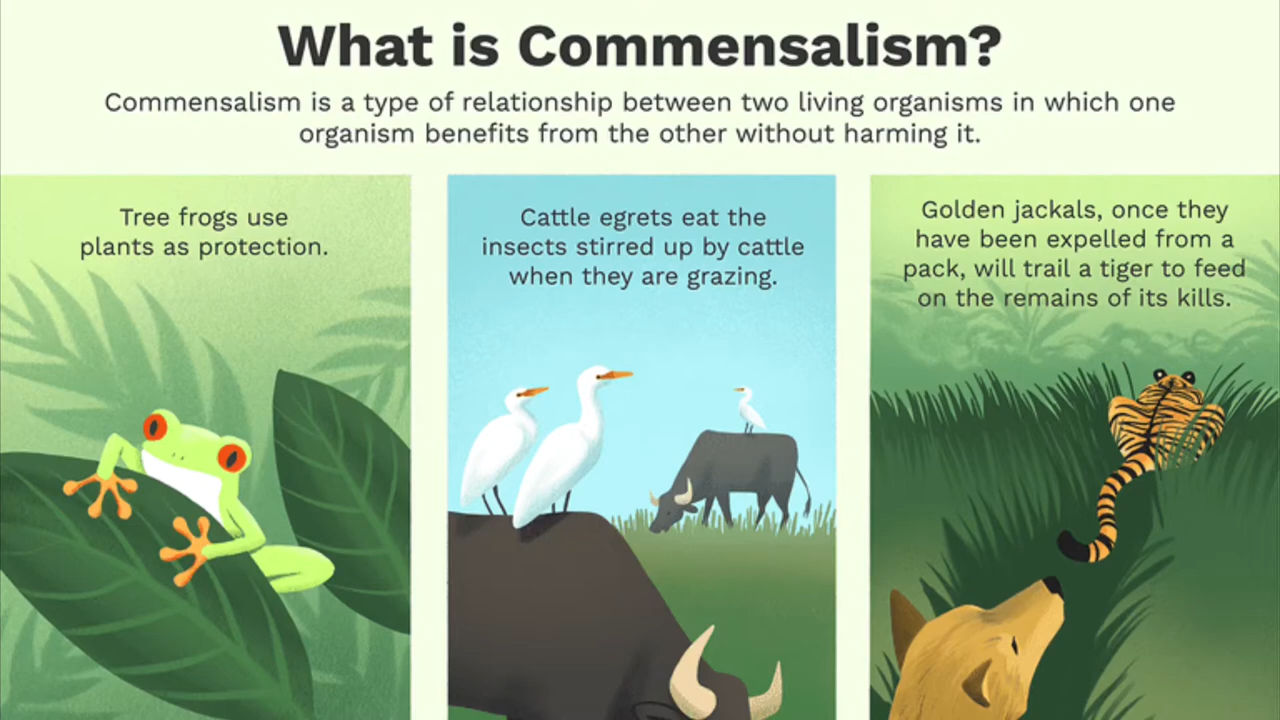 What is Commensalism?
Commensalism is a type of relationship between two living organisms in which one
organism benefits from the other without harming it.
Tree frogs use
plants as protection.
Cattle egrets eat the
insects stirred up by cattle
when they are grazing.
Golden jackals, once they
have been expelled from a
pack, will trail a tiger to feed
on the remains of its kills.